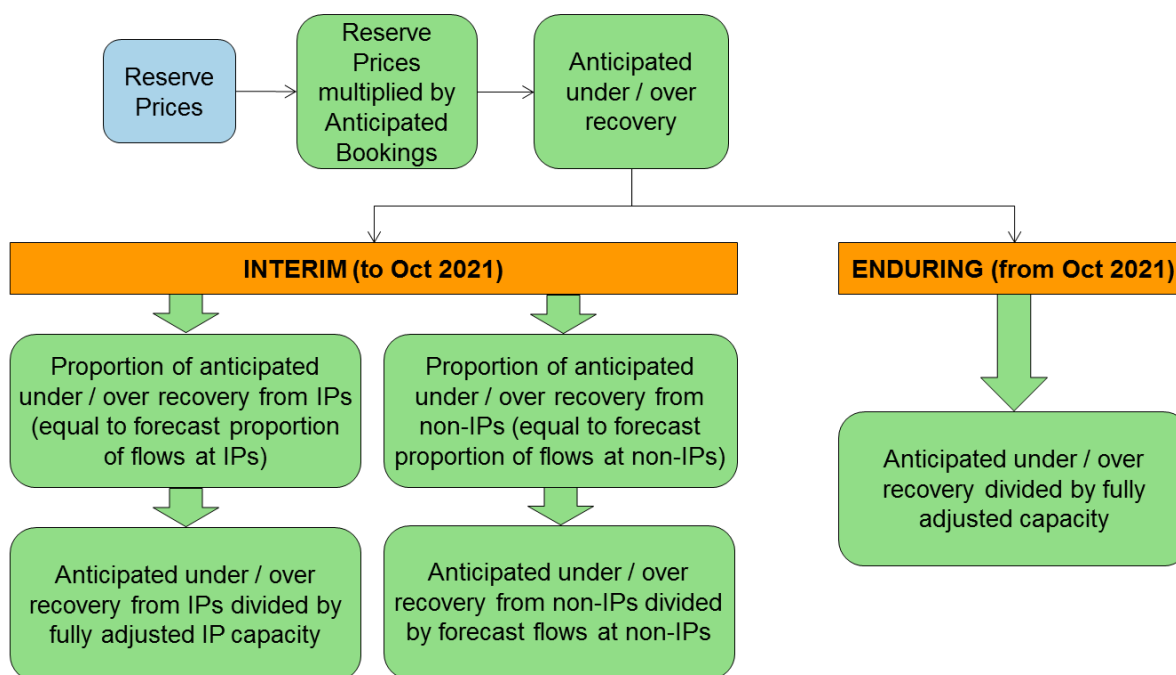 Reserve
Prices
Reserve
Prices
multiplied by
Anticipated
Bookings
Anticipated
under / over
recovery
INTERIM (to Oct 2021)
ENDURING (from Oct 2021)
Proportion of anticipated
under / over recovery from IPs
(equal to forecast proportion
of flows at IPs)
Proportion of anticipated
under / over recovery from
non-IPs (equal to forecast
proportion of flows at non-IPs)
Anticipated under / over
recovery divided by fully
adjusted capacity
Anticipated under / over
recovery from IPs divided by
fully adjusted IP capacity
Anticipated under / over
recovery from non-IPs divided
by forecast flows at non-IPs